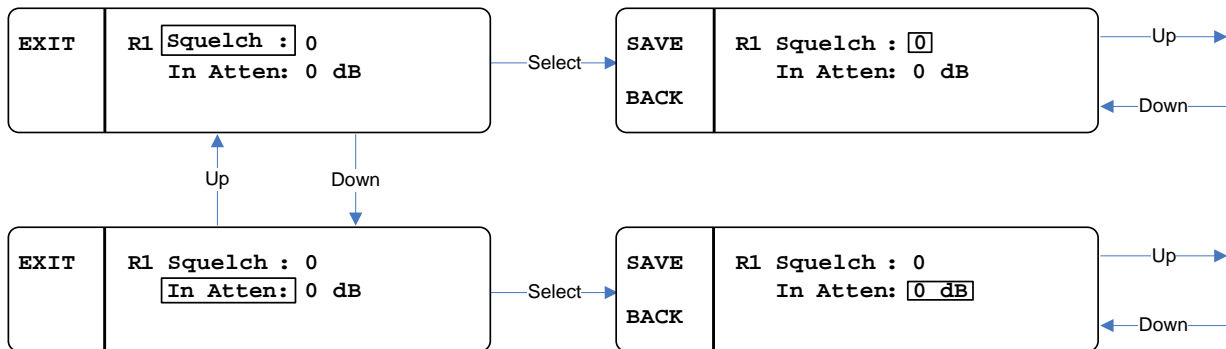 EXIT R1 Squelch : 0
In Atten: 0 dB
Select
SAVE R1 Squelch : 0
In Atten: 0 dB
BACK
Up
Down
Up
Down
EXIT R1 Squelch : 0
In Atten: 0 dB
Select
SAVE R1 Squelch : 0
In Atten: 0 dB
BACK
Up
Down